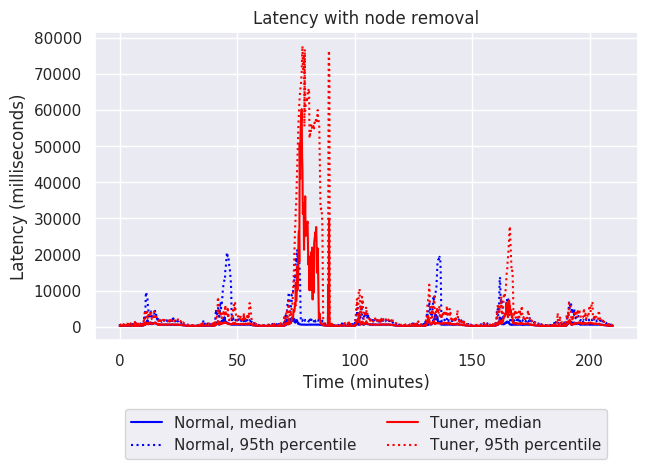 Latency with node removal
80000
70000
60000
50000
40000
30000
20000
10000
0
Latency (milliseconds)
0 50 100 150 200
Time (minutes)
Normal, median
Normal, 95th percentile
Tuner, median
Tuner, 95th percentile